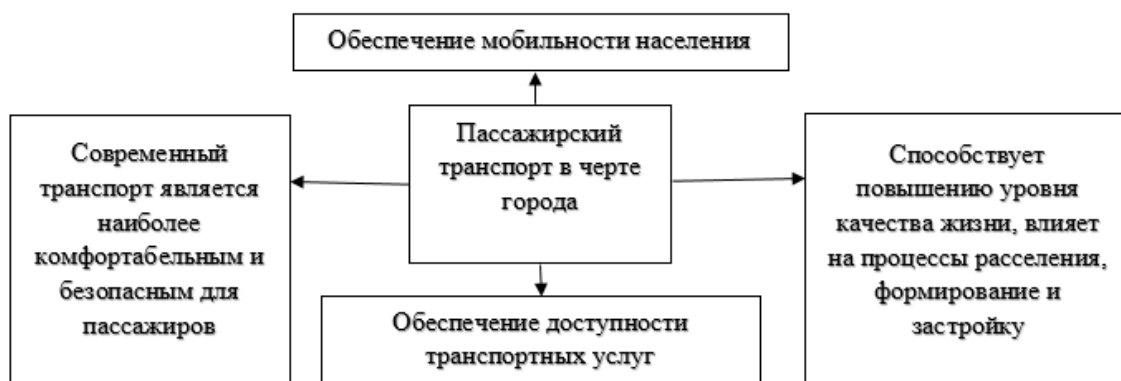 Обеспечение мобильности населения
Современный
транспорт является
наиболее
комфортабельным и
безопасным для
пассажиров
Пассажирский
транспорт в черте
города
Способствует
повышению уровня
качества жизни, влияет
на процессы расселения,
формирование и
застройку
Обеспечение доступности
транспортных услуг